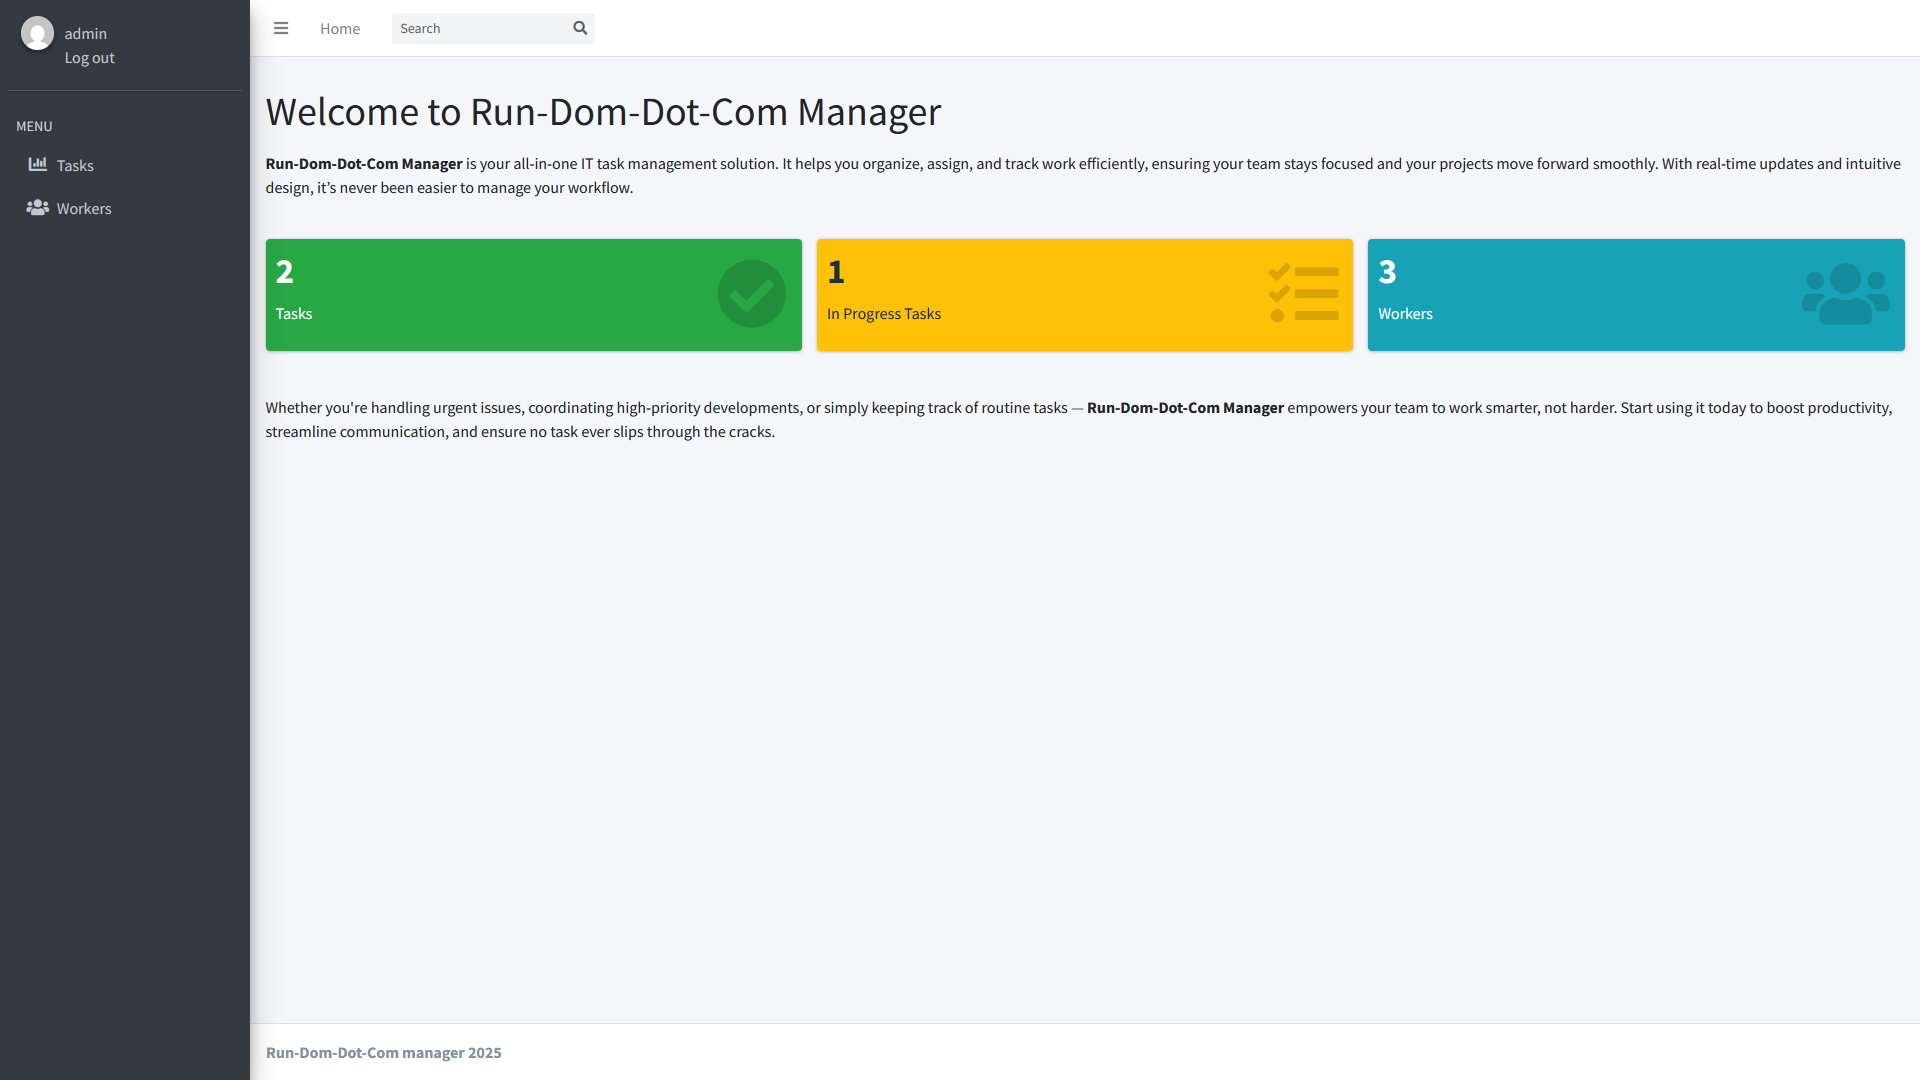 admin
Log out
MENU
Tasks
Workers
Home
Search
Welcome to Run-Dom-Dot-Com Manager
Run-Dom-Dot-Com Manager is your all-in-one IT task management solution. It helps you organize, assign, and track work efficiently, ensuring your team stays focused and your projects move forward smoothly. With real-time updates and intuitive
design, it’s never been easier to manage your workflow.
2
Tasks
1
In Progress Tasks
3
Workers
Whether you're handling urgent issues, coordinating high-priority developments, or simply keeping track of routine tasks — Run-Dom-Dot-Com Manager empowers your team to work smarter, not harder. Start using it today to boost productivity,
streamline communication, and ensure no task ever slips through the cracks.
Run-Dom-Dot-Com manager 2025